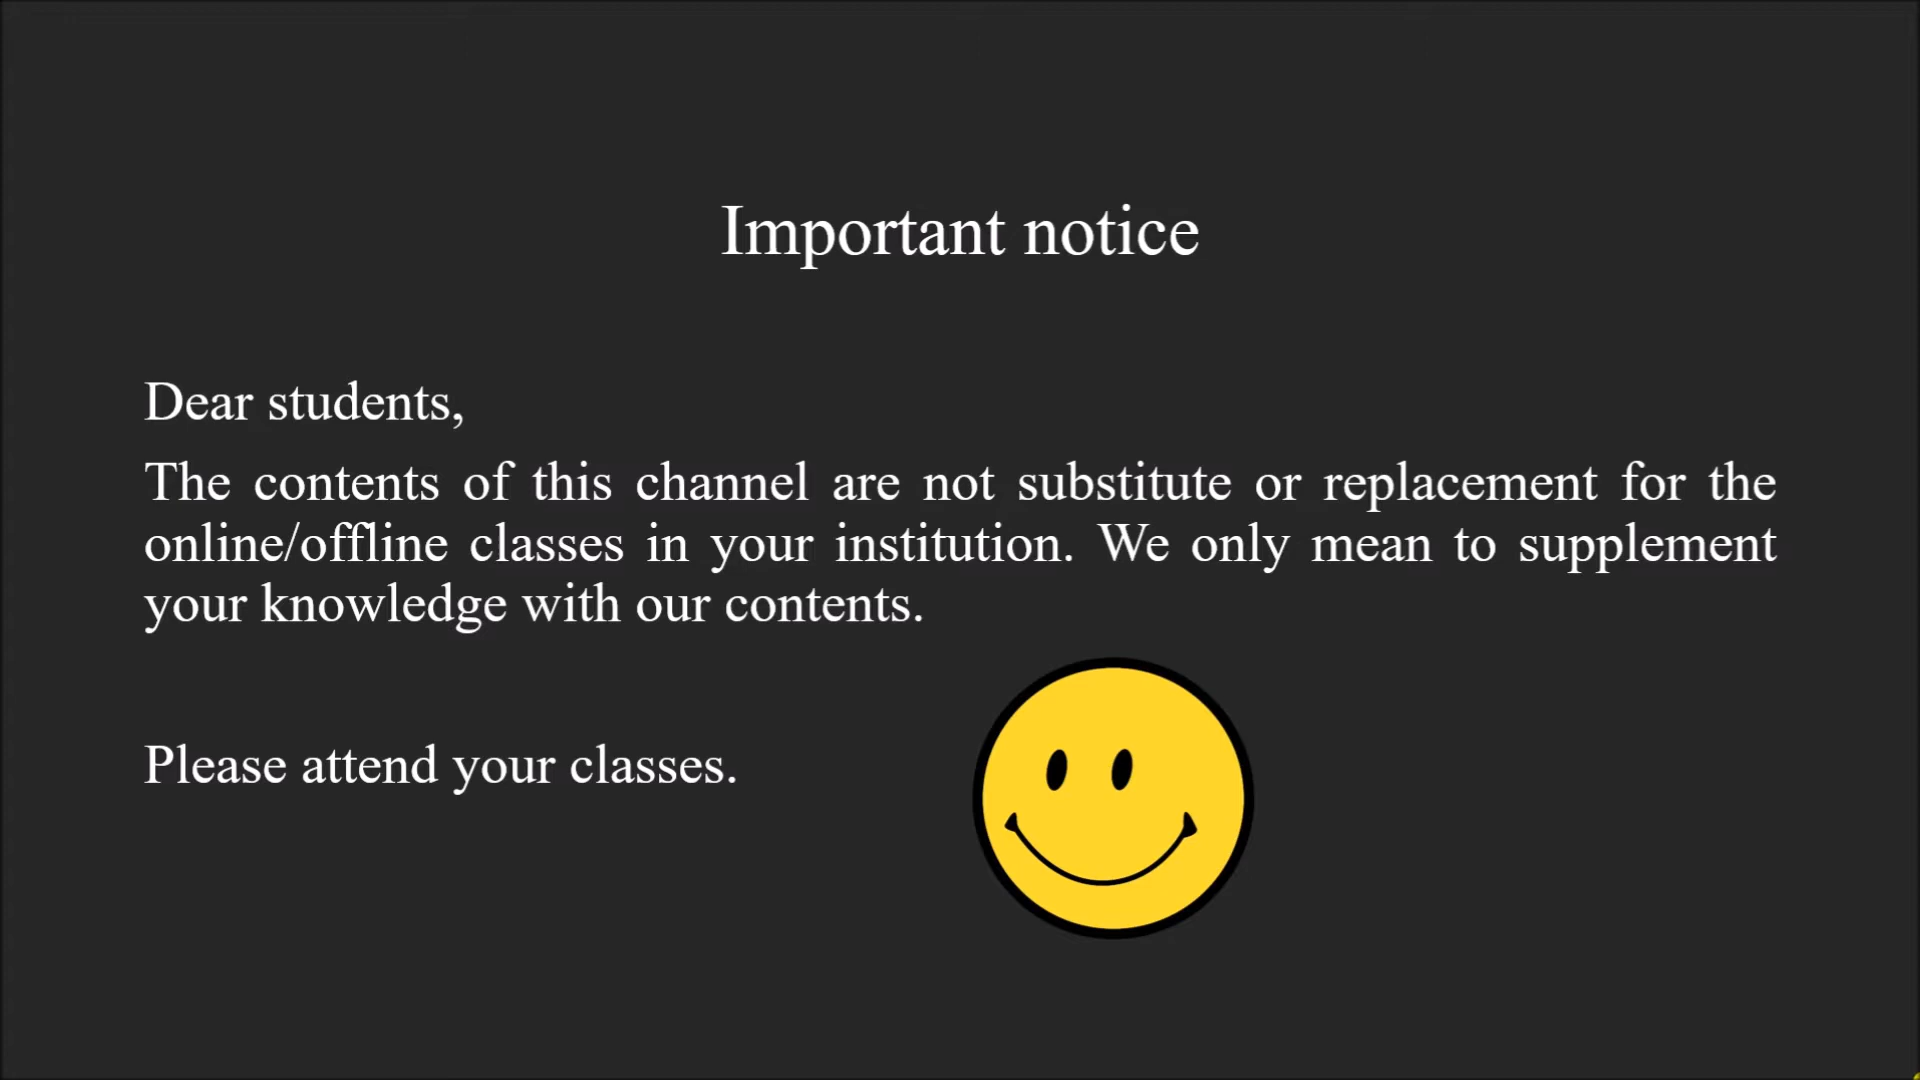 Important notice
Dear students,
The contents of this channel are not substitute or replacement for the
online/offline classes in your institution. We only mean to supplement
your knowledge with our contents.
Please attend your classes.